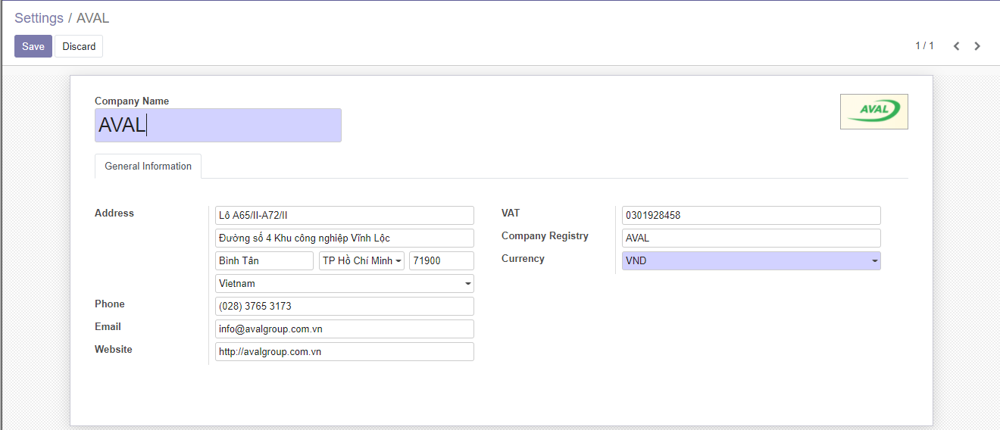 Settings / AVAL
Save Discard 1 / 1
Company Name
AVAL
AVAL
General Information
Address Lô A65/II-A72/II VAT 0301928458
Đường số 4 Khu công nghiệp Vĩnh Lộc Company Registry AVAL
Bình Tân TP Hồ Chí Minh 71900 Currency VND
Vietnam
Phone (028) 3765 3173
Email info@avalgroup.com.vn
Website http://avalgroup.com.vn